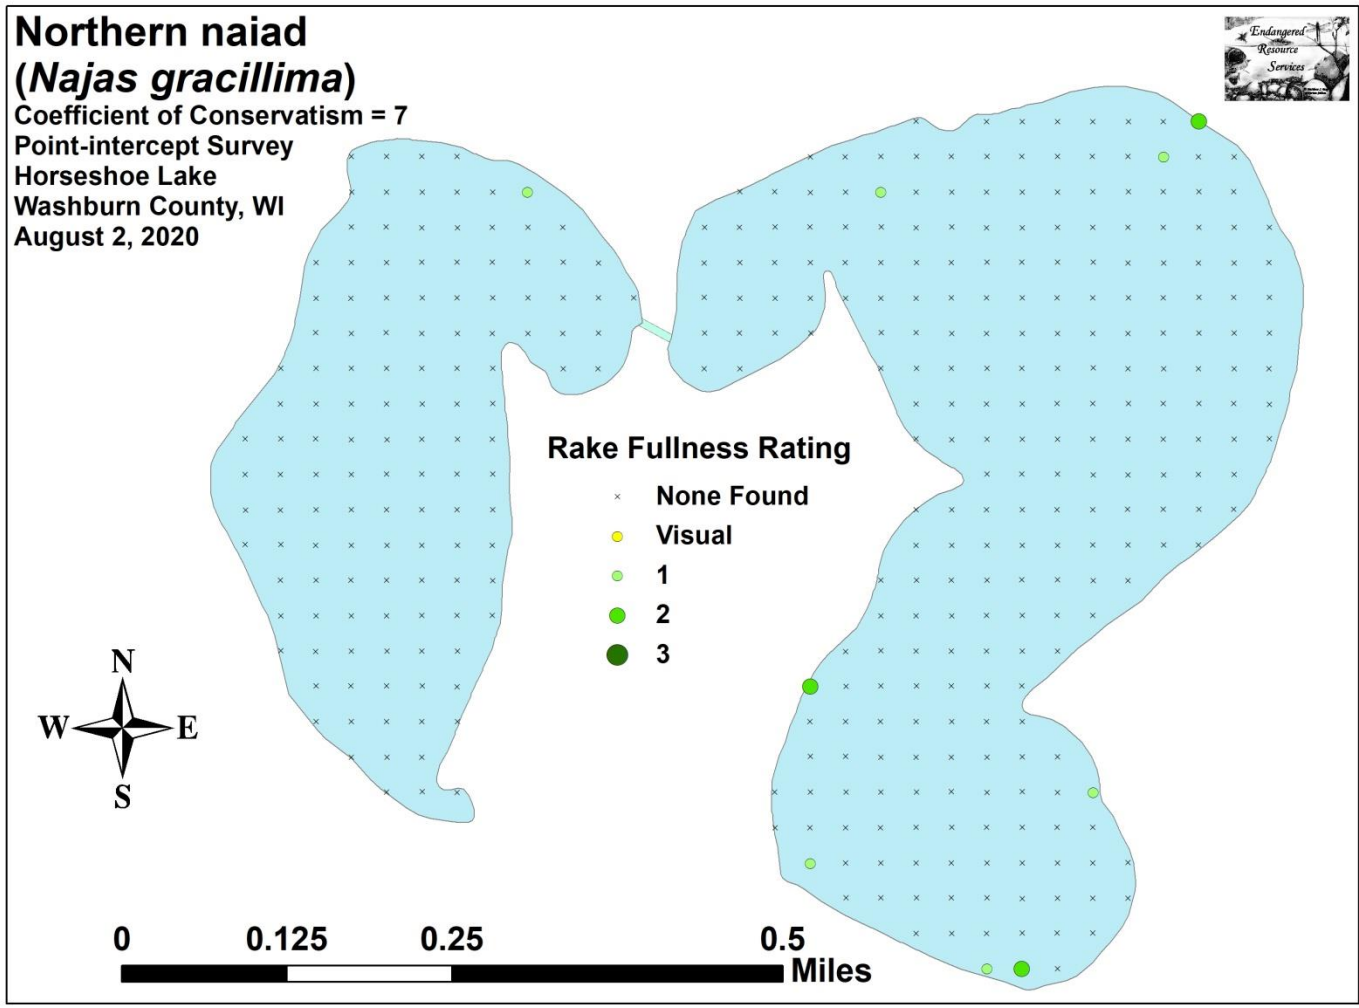 Northern naiad
(Najas gracillima)
Coefficient of Conservatism = 7
Point-intercept Survey
Horseshoe Lake
Washburn County, WI
August 2, 2020
Endangered
Resource
Services
Rake Fullness Rating
None Found
Visual
1
2
3
N
W E
S
0 0.125 0.25 0.5
Miles